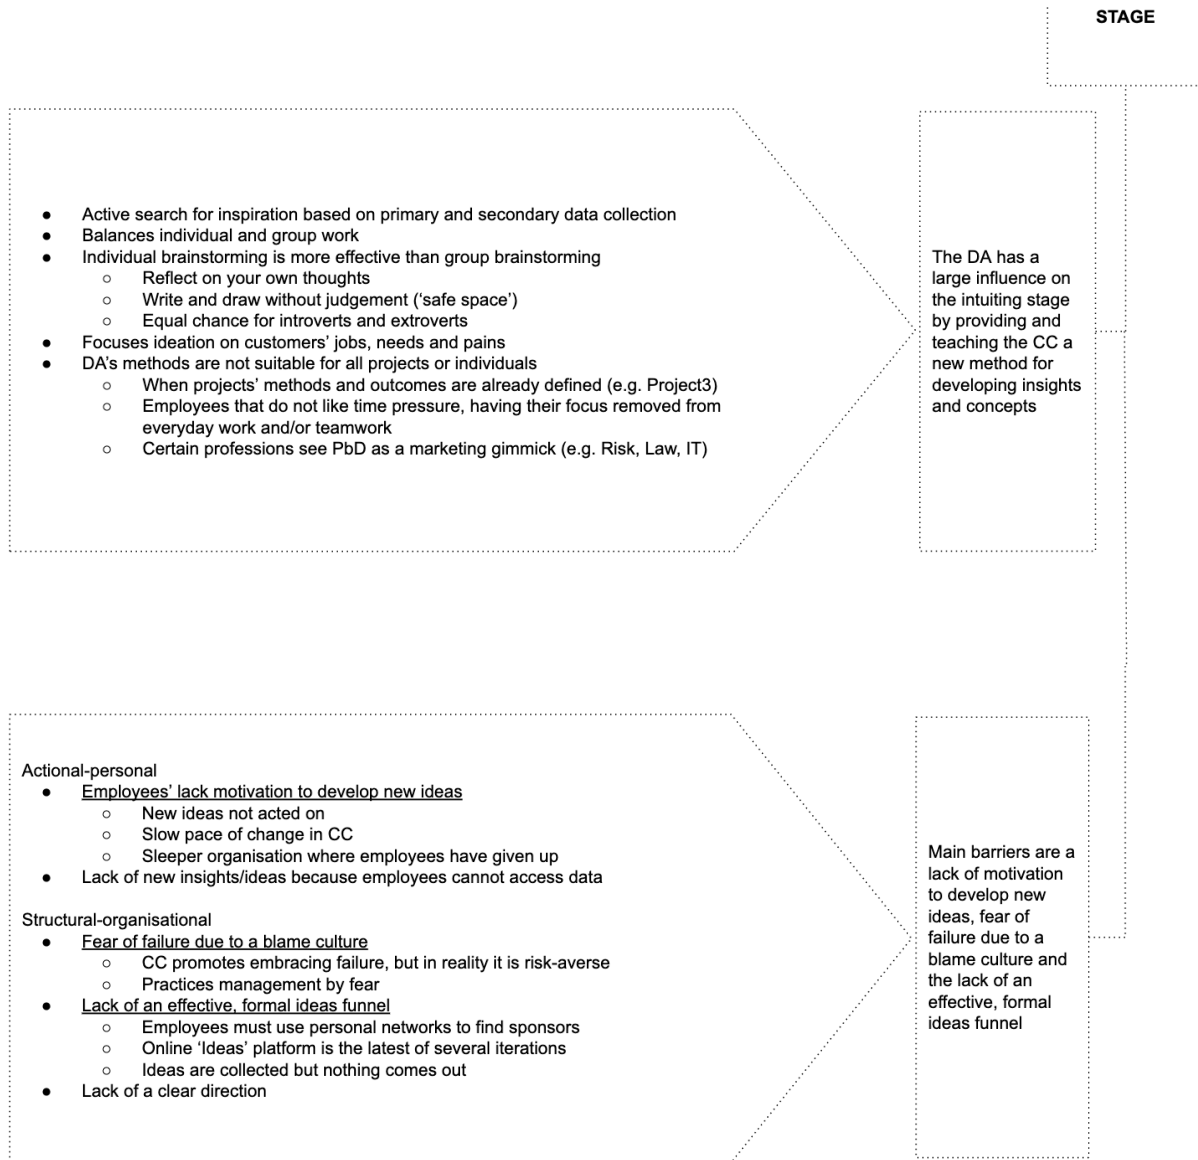 STAGE
● Active search for inspiration based on primary and secondary data collection
● Balances individual and group work
● Individual brainstorming is more effective than group brainstorming
○ Reflect on your own thoughts
○ Write and draw without judgement (‘safe space’)
○ Equal chance for introverts and extroverts
● Focuses ideation on customers’ jobs, needs and pains
● DA’s methods are not suitable for all projects or individuals
○ When projects’ methods and outcomes are already defined (e.g. Project3)
○ Employees that do not like time pressure, having their focus removed from
everyday work and/or teamwork
○ Certain professions see PbD as a marketing gimmick (e.g. Risk, Law, IT)
The DA has a
large influence on
the intuiting stage
by providing and
teaching the CC a
new method for
developing insights
and concepts
Actional-personal
● Employees’ lack motivation to develop new ideas
○ New ideas not acted on
○ Slow pace of change in CC
○ Sleeper organisation where employees have given up
● Lack of new insights/ideas because employees cannot access data
Structural-organisational
● Fear of failure due to a blame culture
○ CC promotes embracing failure, but in reality it is risk-averse
○ Practices management by fear
● Lack of an effective, formal ideas funnel
○ Employees must use personal networks to find sponsors
○ Online ‘Ideas’ platform is the latest of several iterations
○ Ideas are collected but nothing comes out
● Lack of a clear direction
Main barriers are a
lack of motivation
to develop new
ideas, fear of
failure due to a
blame culture and
the lack of an
effective, formal
ideas funnel